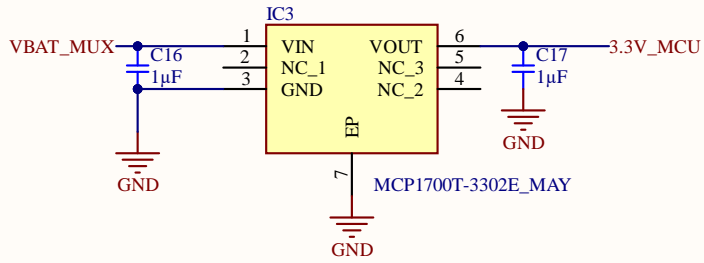 IC3
VBAT_MUX
1
VIN
VOUT
6
3.3V_MCU
C16
1µF
2
NC_1
NC_3
5
C17
1µF
3
GND
NC_2
4
EP
7
GND
GND
MCP1700T-3302E_MAY
GND